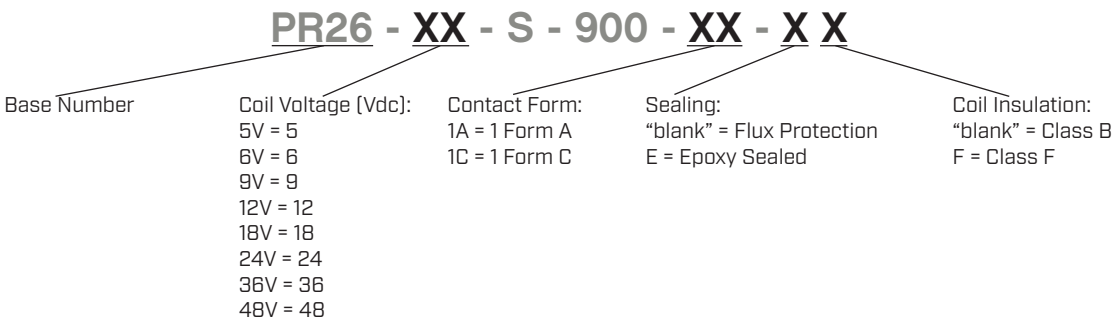 PR26 - XX - S - 900 - XX - X X
Base Number
Coil Voltage (Vdc):
5V = 5
6V = 6
9V = 9
12V = 12
18V = 18
24V = 24
36V = 36
48V = 48
Contact Form:
1A = 1 Form A
1C = 1 Form C
Sealing:
“blank” = Flux Protection
E = Epoxy Sealed
Coil Insulation:
“blank” = Class B
F = Class F